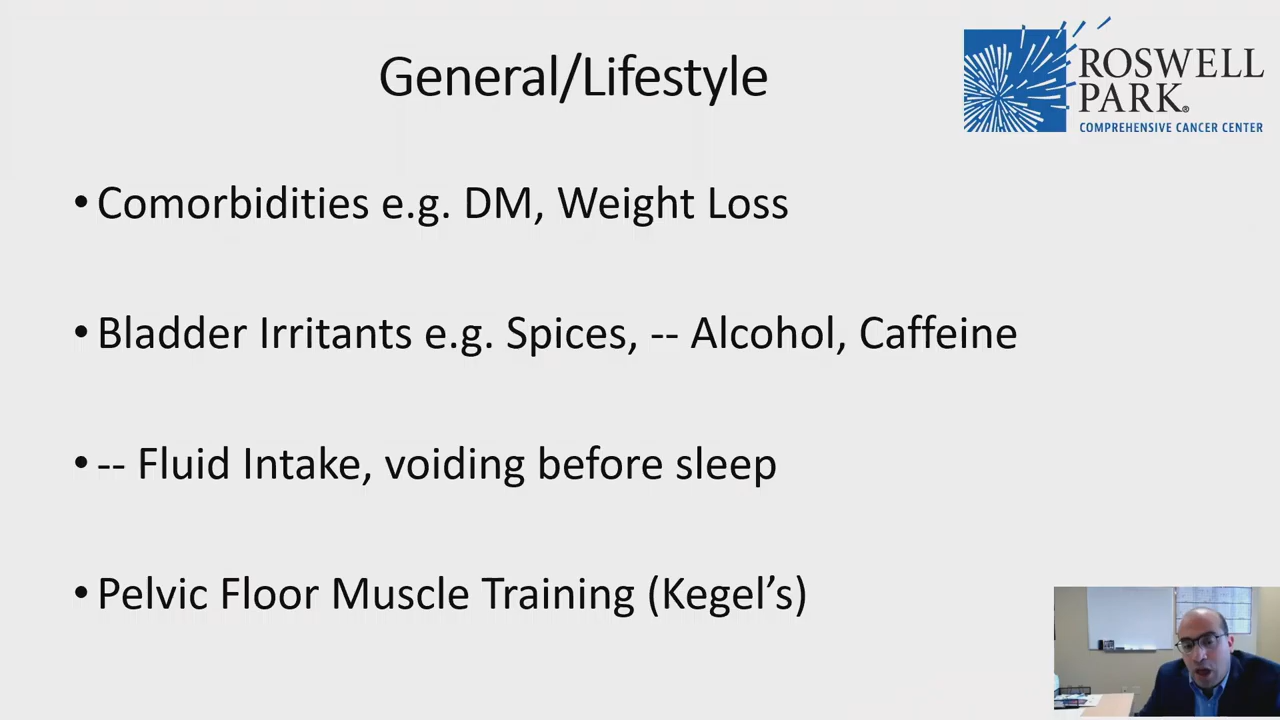 General/Lifestyle
ROSWELL
PARK®
COMPREHENSIVE CANCER CENTER
• Comorbidities e.g. DM, Weight Loss
• Bladder Irritants e.g. Spices, -- Alcohol, Caffeine
• -- Fluid Intake, voiding before sleep
• Pelvic Floor Muscle Training (Kegel’s)